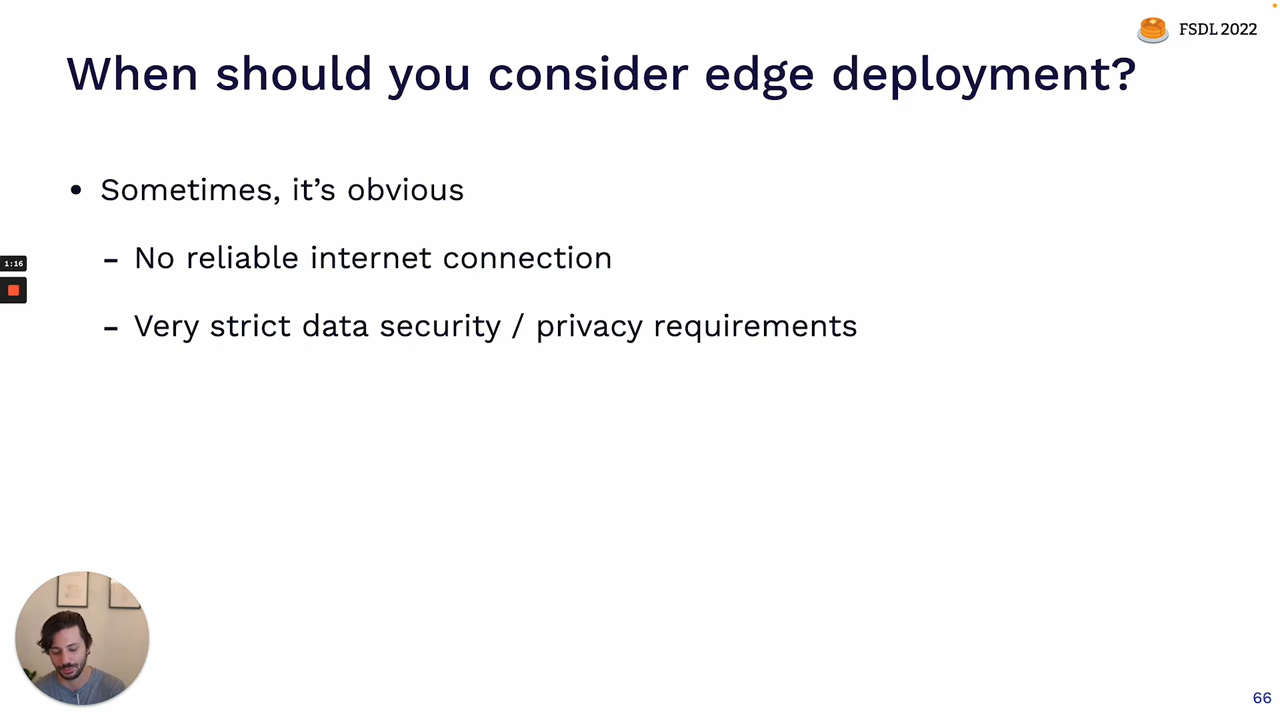 FSDL 2022
When should you consider edge deployment?
• Sometimes, it’s obvious
– No reliable internet connection
1:16
– Very strict data security / privacy requirements
66